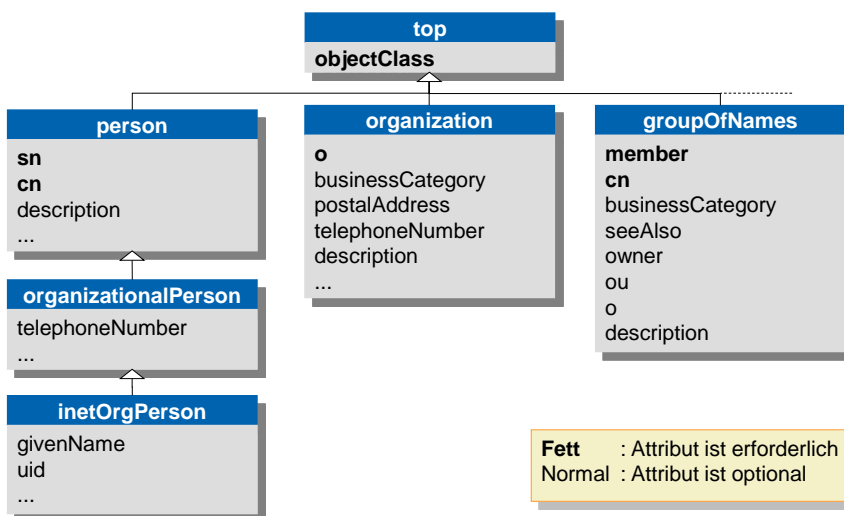 top
objectClass
person
sn
cn
description
...
organizationalPerson
telephoneNumber
...
inetOrgPerson
givenName
uid
...
organization
o
businessCategory
postalAddress
telephoneNumber
description
...
groupOfNames
member
cn
businessCategory
seeAlso
owner
ou
o
description
Fett : Attribut ist erforderlich
Normal : Attribut ist optional